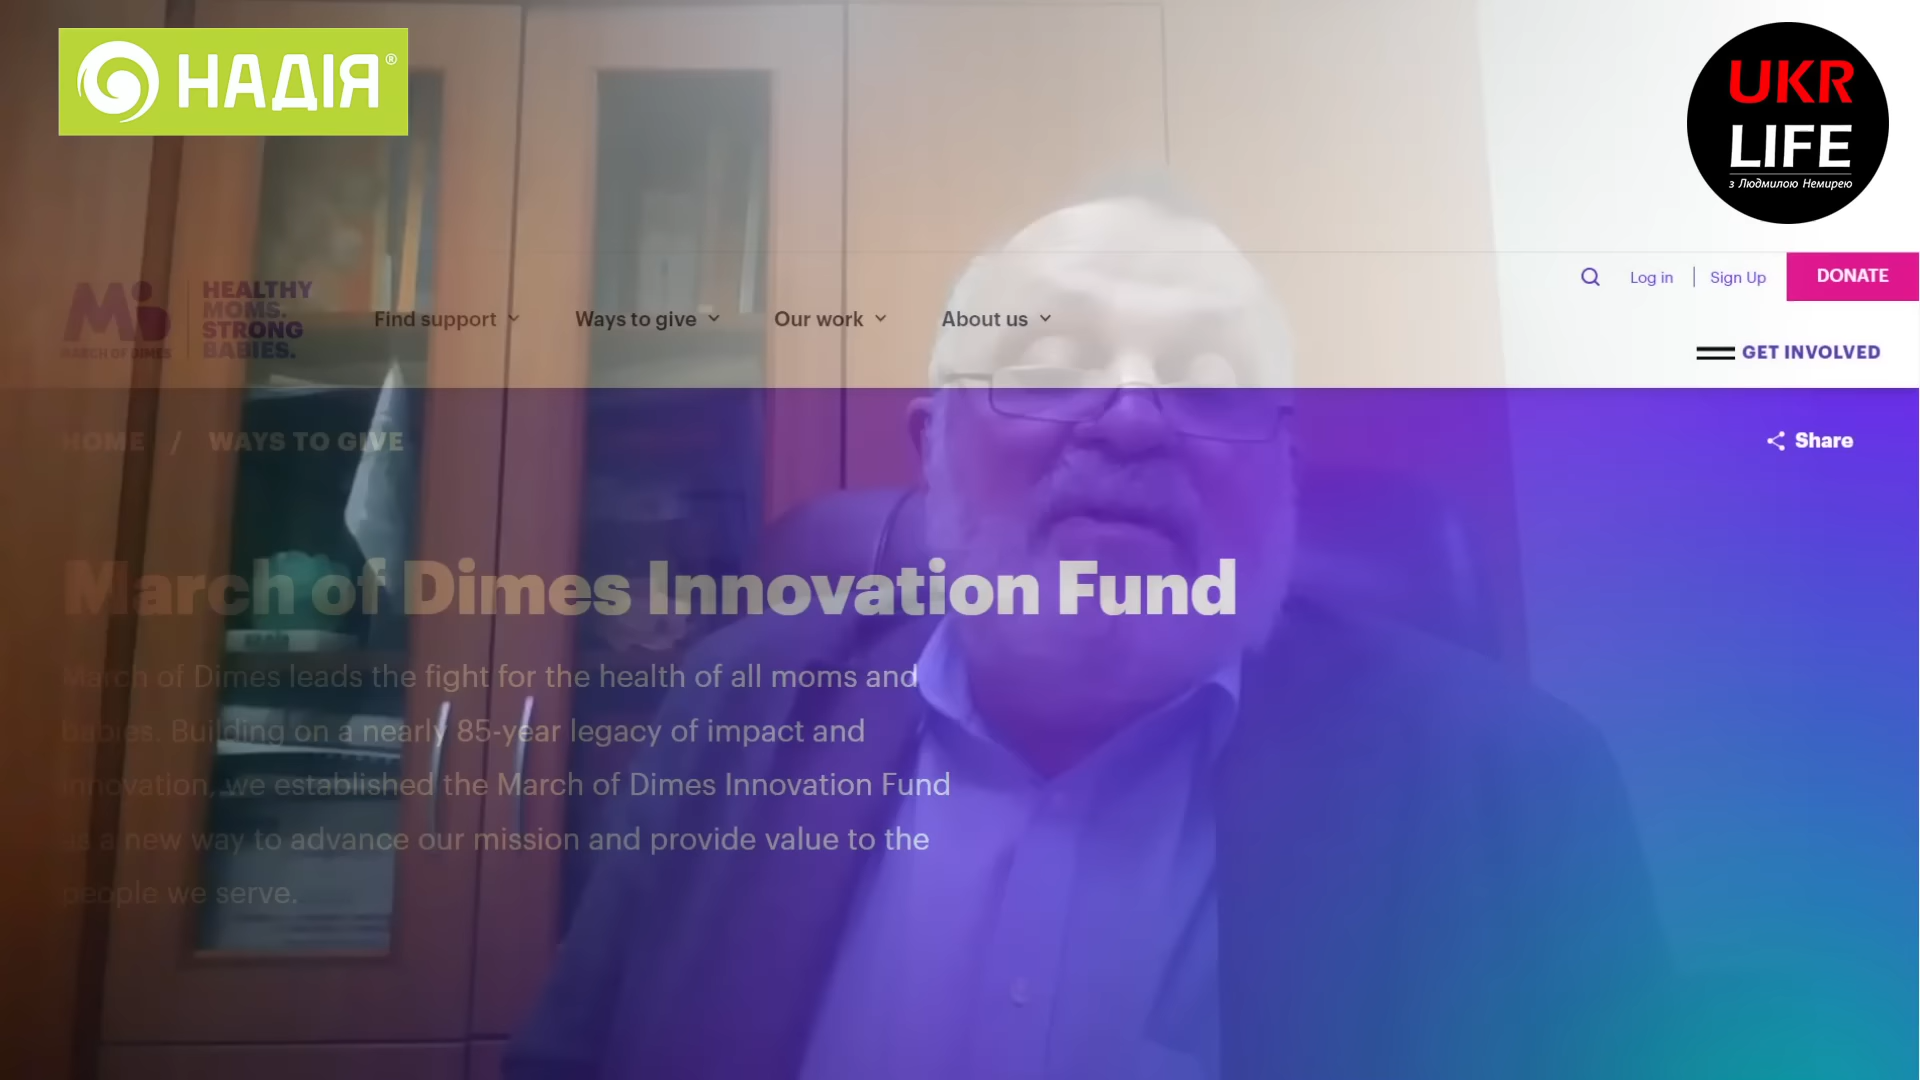 НАДІЯ®
UKR
LIFE
з Людмилою Немирею
Log in
Sign Up
DONATE
MARCH OF DIMES
HEALTHY
MOMS.
STRONG
BABIES.
Find support
Ways to give
Our work
About us
GET INVOLVED
HOME / WAYS TO GIVE
Share
March of Dimes Innovation Fund
March of Dimes leads the fight for the health of all moms and
babies. Building on a nearly 85-year legacy of impact and
innovation, we established the March of Dimes Innovation Fund
as a new way to advance our mission and provide value to the
people we serve.